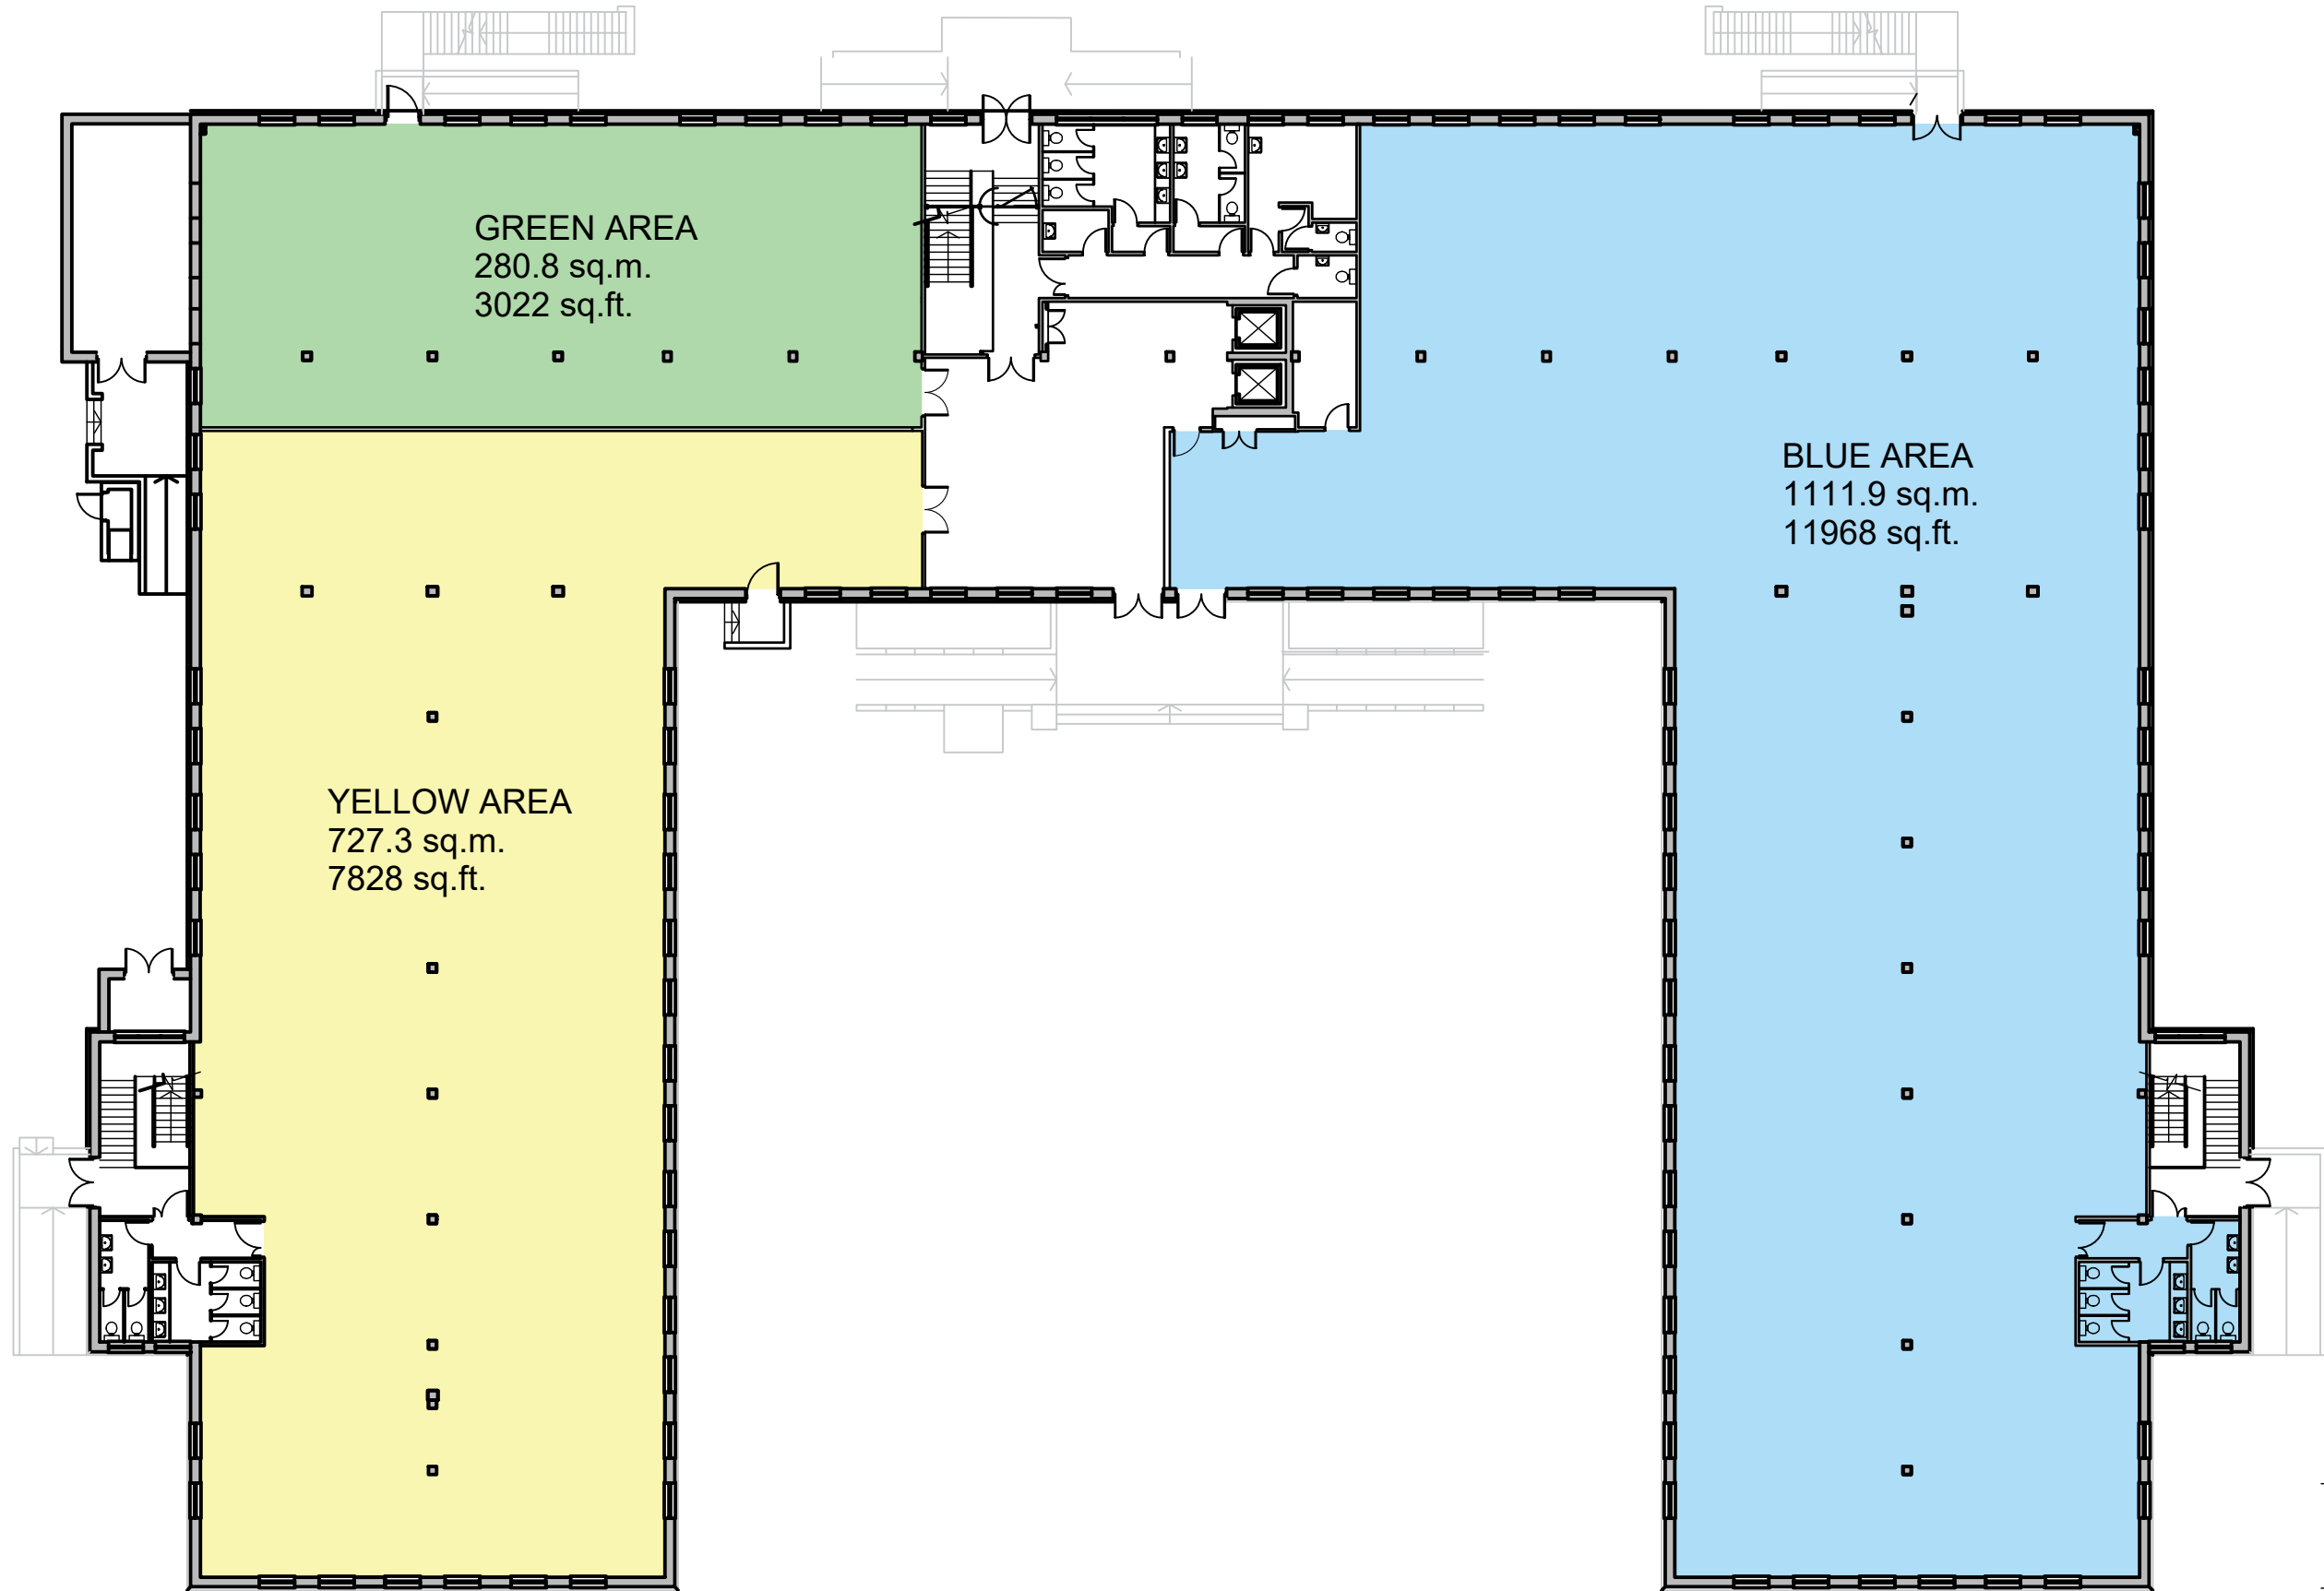 GREEN AREA
280.8 sq.m.
3022 sq.ft.
BLUE AREA
1111.9 sq.m.
11968 sq.ft.
YELLOW AREA
727.3 sq.m.
7828 sq.ft.